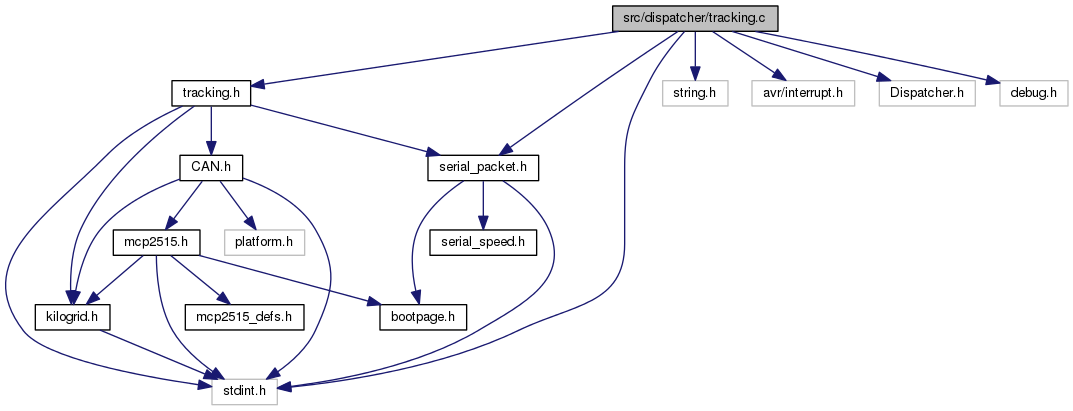 src/dispatcher/tracking.c
tracking.h
string.h
avr/interrupt.h
Dispatcher.h
debug.h
CAN.h
serial_packet.h
mcp2515.h
platform.h
serial_speed.h
kilogrid.h
mcp2515_defs.h
bootpage.h
stdint.h